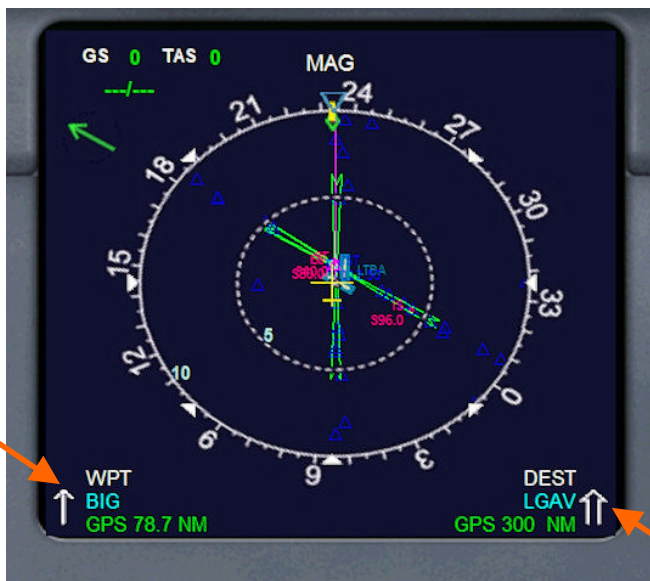 GS 0 TAS 0
---/---
MAG
21
24
27
18
30
15
33
12
0
9
6
3
5
10
LTBA
S96.0
WPT
BIG
GPS 78.7 NM
DEST
LGAV
GPS 300 NM